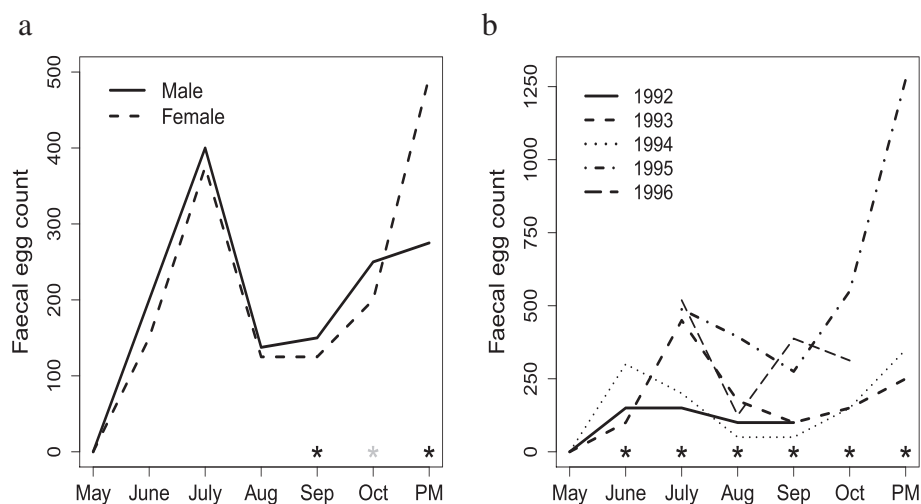 a
500
400
300
200
100
0
Faecal egg count
Male
Female
* * *
May June July Aug Sep Oct PM
b
1250
1000
750
500
250
0
Faecal egg count
1992
1993
1994
1995
1996
* * * * * *
May June July Aug Sep Oct PM